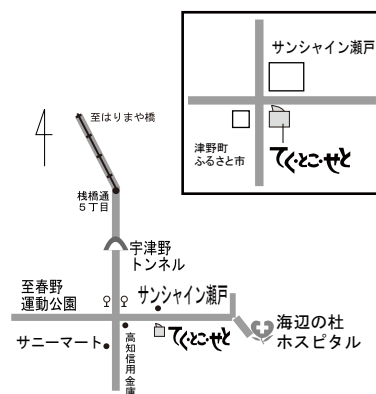 サンシャイン瀬戸
津野町
ふるさと市
てく・とこ・せと
至はりまや橋
桟橋通
5丁目
宇津野
トンネル
至春野
運動公園
サンシャイン瀬戸
海辺の杜
ホスピタル
サニーマート
高知信用金庫
てく・とこ・せと